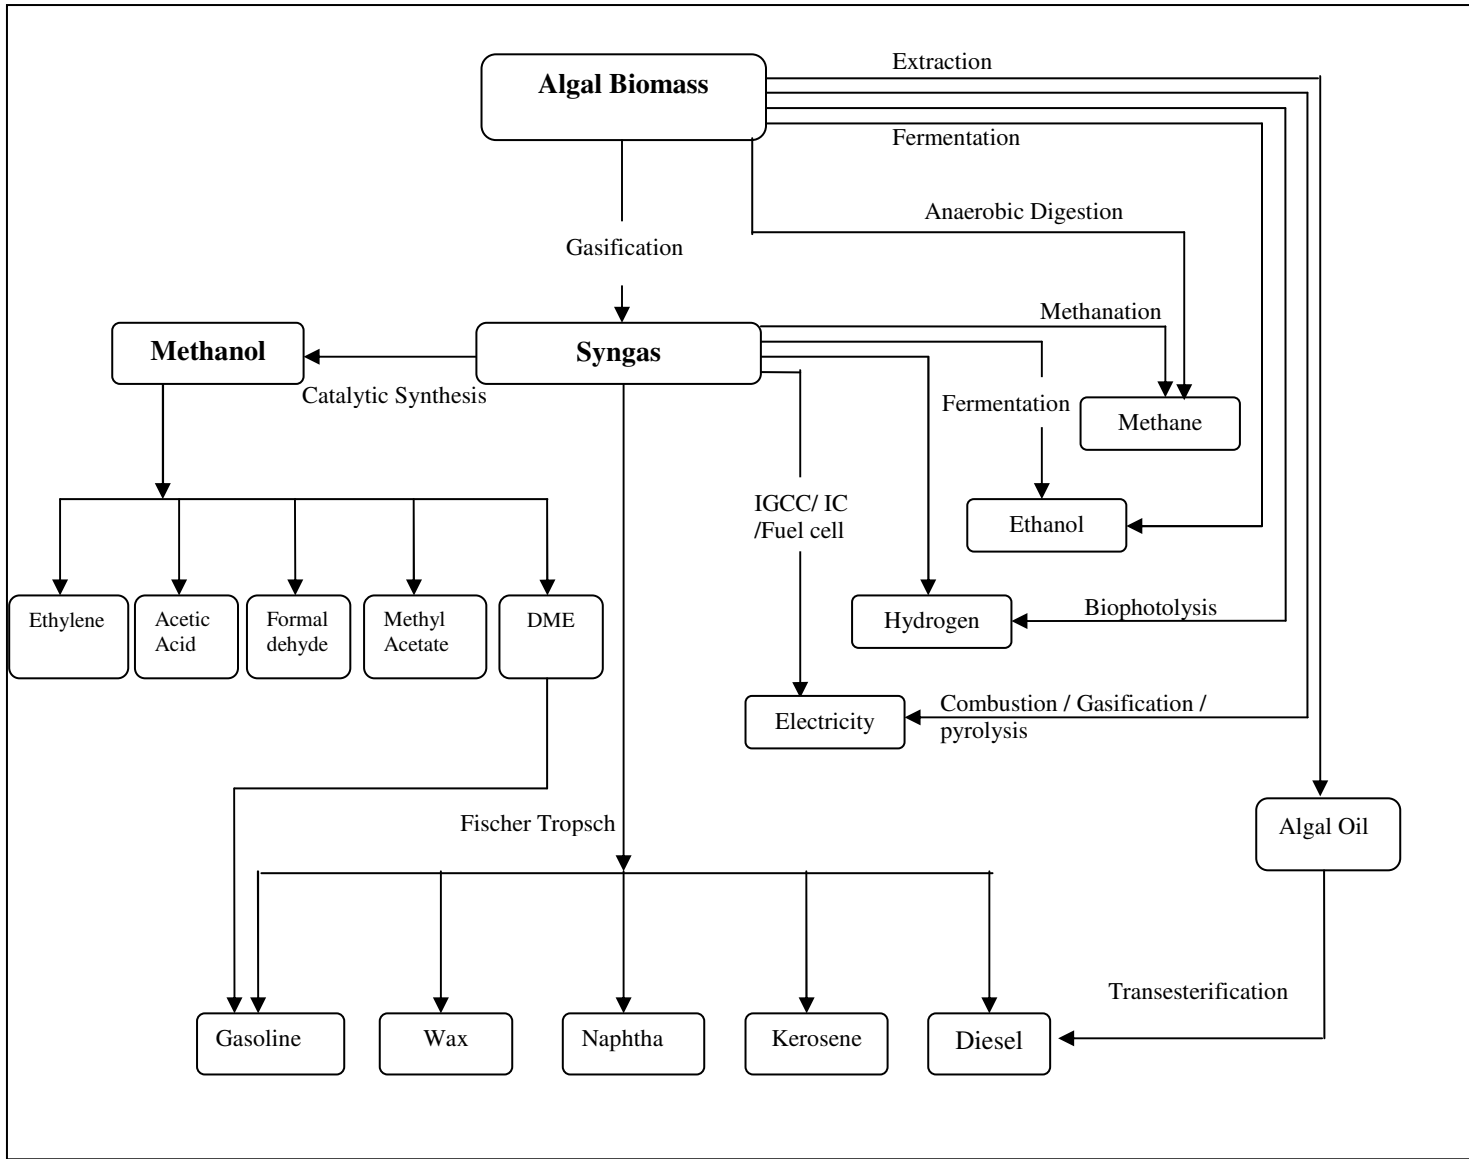 Extraction
Algal Biomass
Fermentation
Anaerobic Digestion
Gasification
Methanation
Methanol
Syngas
Catalytic Synthesis
Fermentation
Methane
IGCC/ IC
/Fuel cell
Ethanol
Ethylene
Acetic
Acid
Formal
dehyde
Methyl
Acetate
DME
Hydrogen
Biophotolysis
Electricity
Combustion / Gasification /
pyrolysis
Fischer Tropsch
Algal Oil
Transesterification
Gasoline
Wax
Naphtha
Kerosene
Diesel